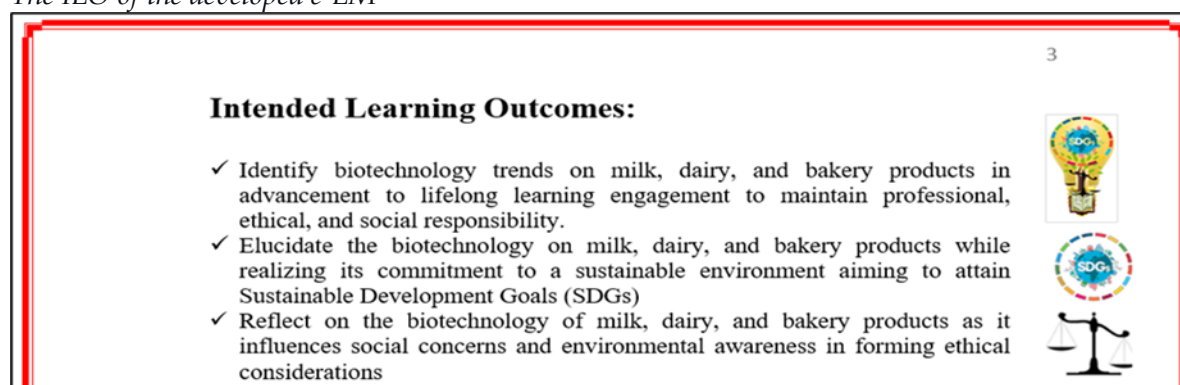 The ILO of the developed e-LM
3
Intended Learning Outcomes:
✓ Identify biotechnology trends on milk, dairy, and bakery products in
advancement to lifelong learning engagement to maintain professional,
ethical, and social responsibility.
✓ Elucidate the biotechnology on milk, dairy, and bakery products while
realizing its commitment to a sustainable environment aiming to attain
Sustainable Development Goals (SDGs)
✓ Reflect on the biotechnology of milk, dairy, and bakery products as it
influences social concerns and environmental awareness in forming ethical
considerations
SDGs
SDGs